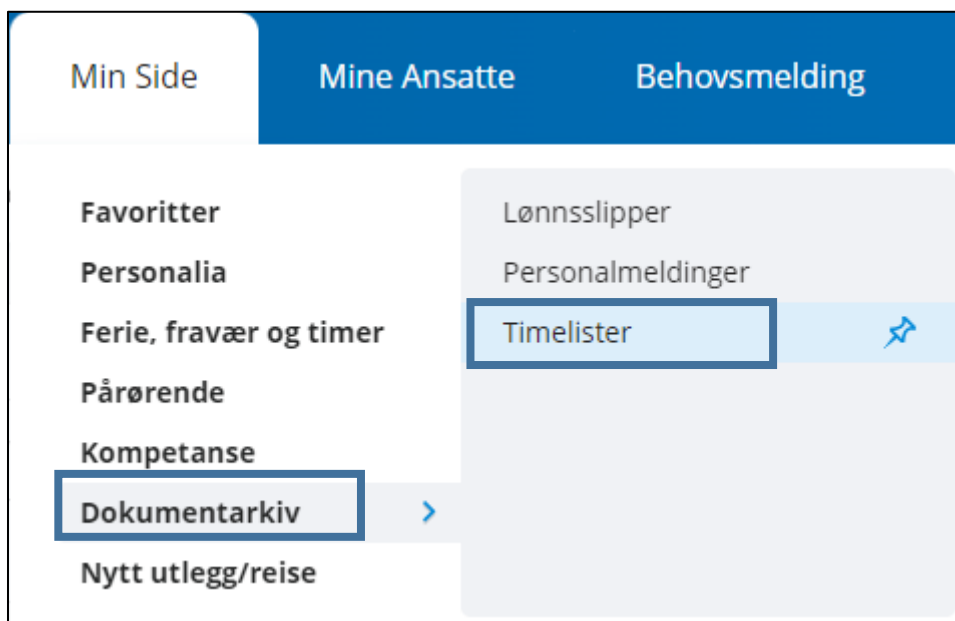 Min Side Mine Ansatte Behovsmelding
Favoritter
Personalia
Ferie, fravær og timer
Pårørende
Kompetanse
Dokumentarkiv
Nytt utlegg/reise
Lønnsslipper
Personalmeldinger
Timelister